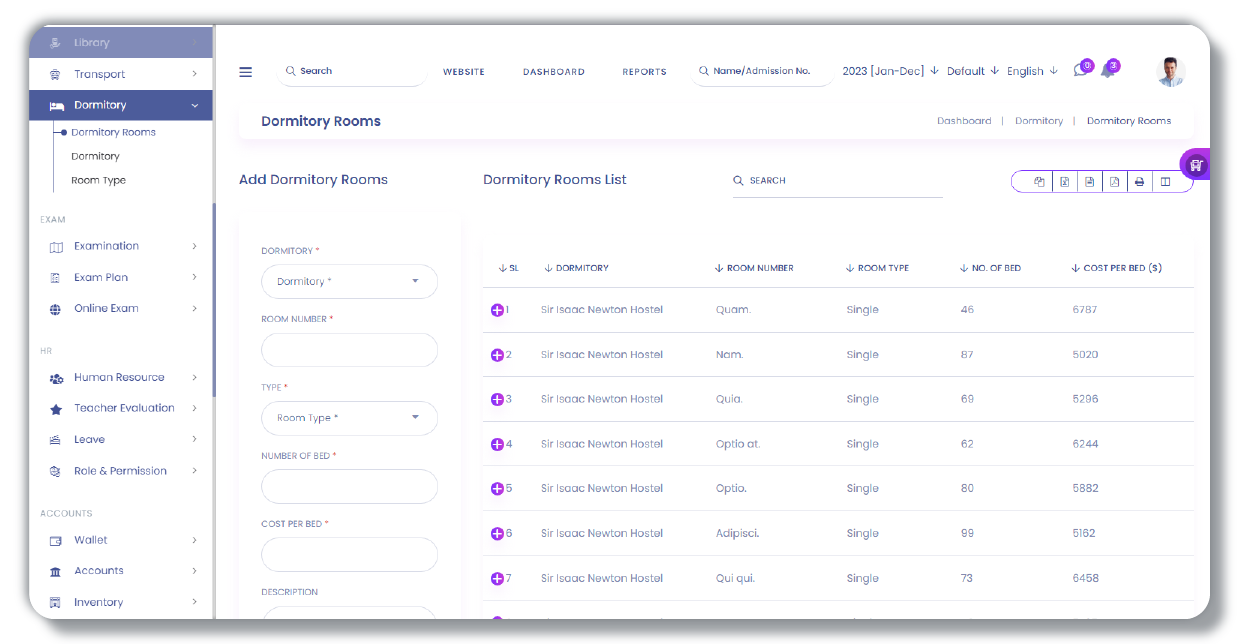 Library
Transport
Dormitory
Dormitory Rooms
Dormitory
Room Type
EXAM
Examination
Exam Plan
Online Exam
HR
Human Resource
Teacher Evaluation
Leave
Role & Permission
ACCOUNTS
Wallet
Accounts
Inventory
Search WEBSITE DASHBOARD REPORTS Name/Admission No. 2023 [Jan-Dec] Default English 0 3
Dormitory Rooms Dashboard | Dormitory | Dormitory Rooms
Add Dormitory Rooms
DORMITORY *
Dormitory *
ROOM NUMBER *
TYPE *
Room Type *
NUMBER OF BED *
COST PER BED *
DESCRIPTION
Dormitory Rooms List SEARCH
SL DORMITORY ROOM NUMBER ROOM TYPE NO. OF BED COST PER BED ($)
1 Sir Isaac Newton Hostel Quam. Single 46 6787
2 Sir Isaac Newton Hostel Nam. Single 87 5020
3 Sir Isaac Newton Hostel Quia. Single 69 5296
4 Sir Isaac Newton Hostel Optio at. Single 62 6244
5 Sir Isaac Newton Hostel Optio. Single 80 5882
6 Sir Isaac Newton Hostel Adipisci. Single 99 5162
7 Sir Isaac Newton Hostel Qui qui. Single 73 6458